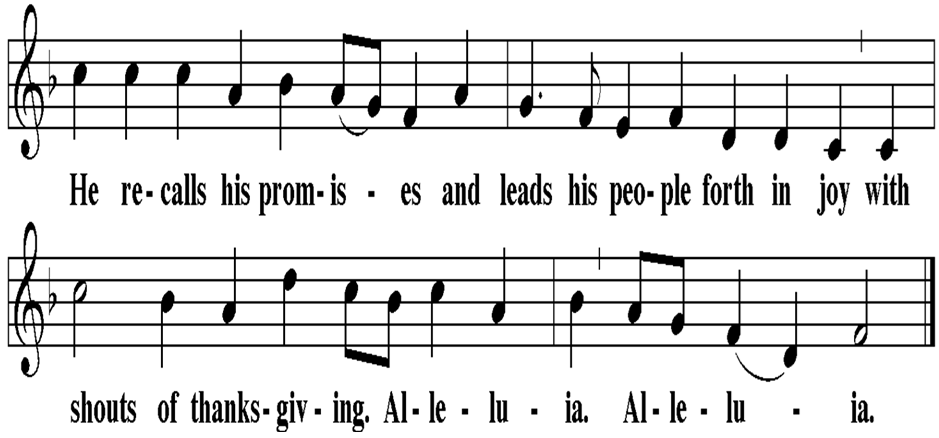 He re- calls his prom- is - es and leads his peo- ple forth in joy with
shouts of thanks- giv - ing. Al- le - lu - ia. Al- le - lu - ia.